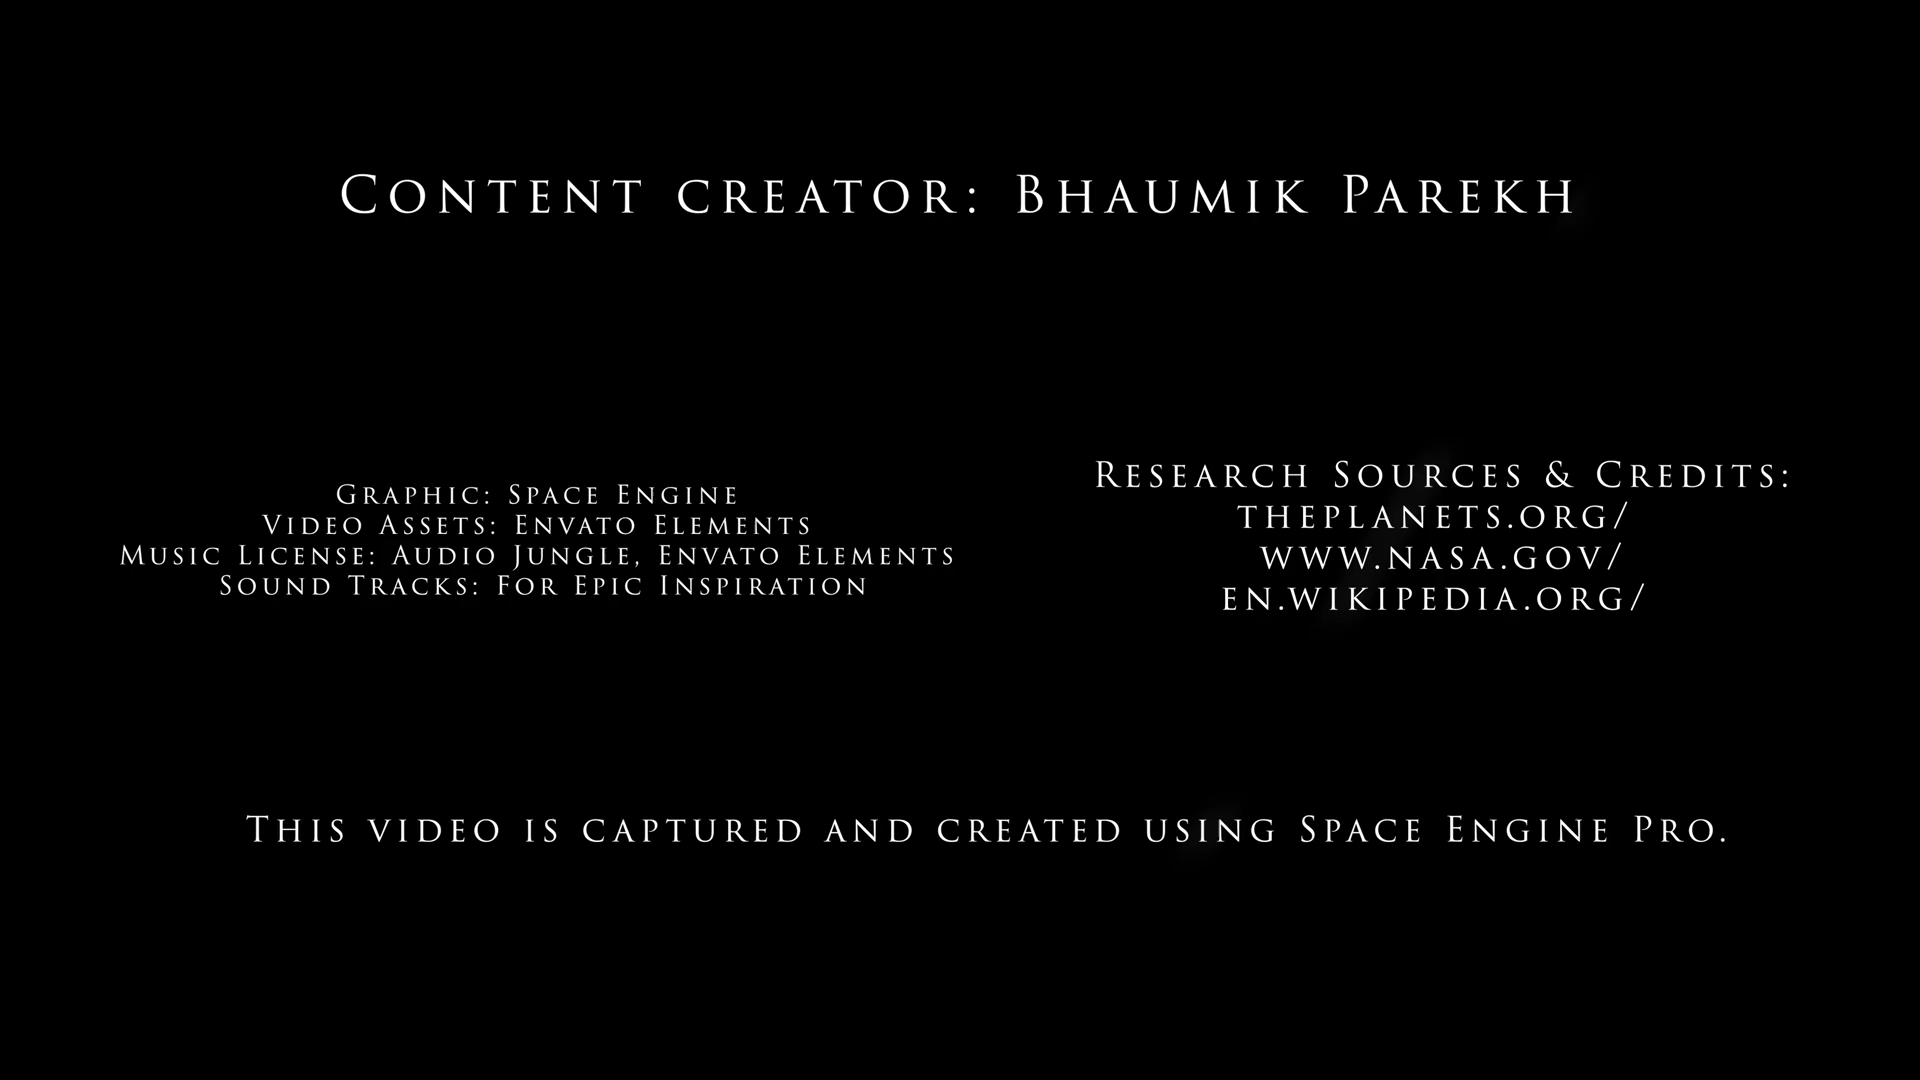 Content creator: Bhaumik Parekh
Graphic: Space Engine
Video Assets: Envato Elements
Music License: Audio Jungle, Envato Elements
Sound Tracks: For Epic Inspiration
Research Sources & Credits:
theplanets.org/
www.nasa.gov/
en.wikipedia.org/
This video is captured and created using Space Engine Pro.